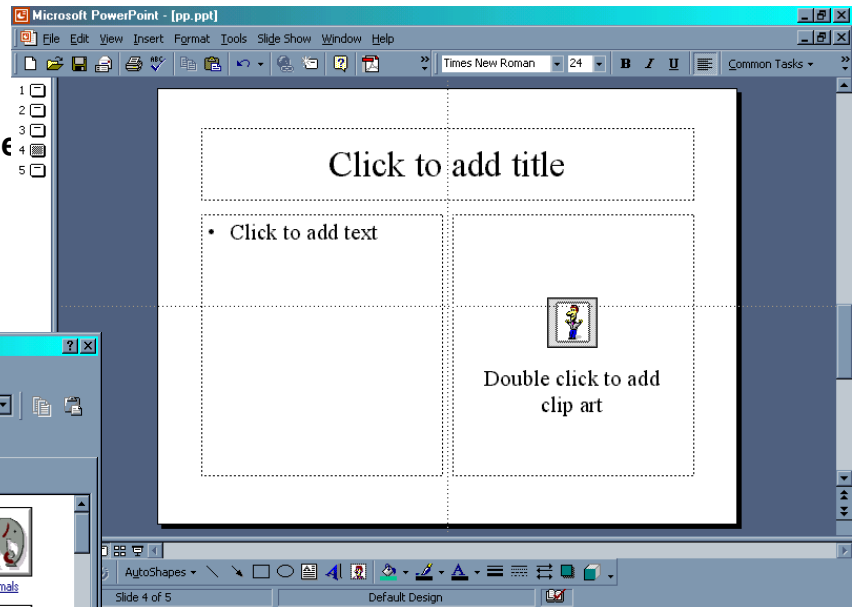 Microsoft PowerPoint - [pp.ppt]
File Edit View Insert Format Tools Slide Show Window Help
Times New Roman 24 B I U Common Tasks
1
2
3
e 4
5
Click to add title
• Click to add text
Double click to add
clip art
mals
AutoShapes
Slide 4 of 5 Default Design